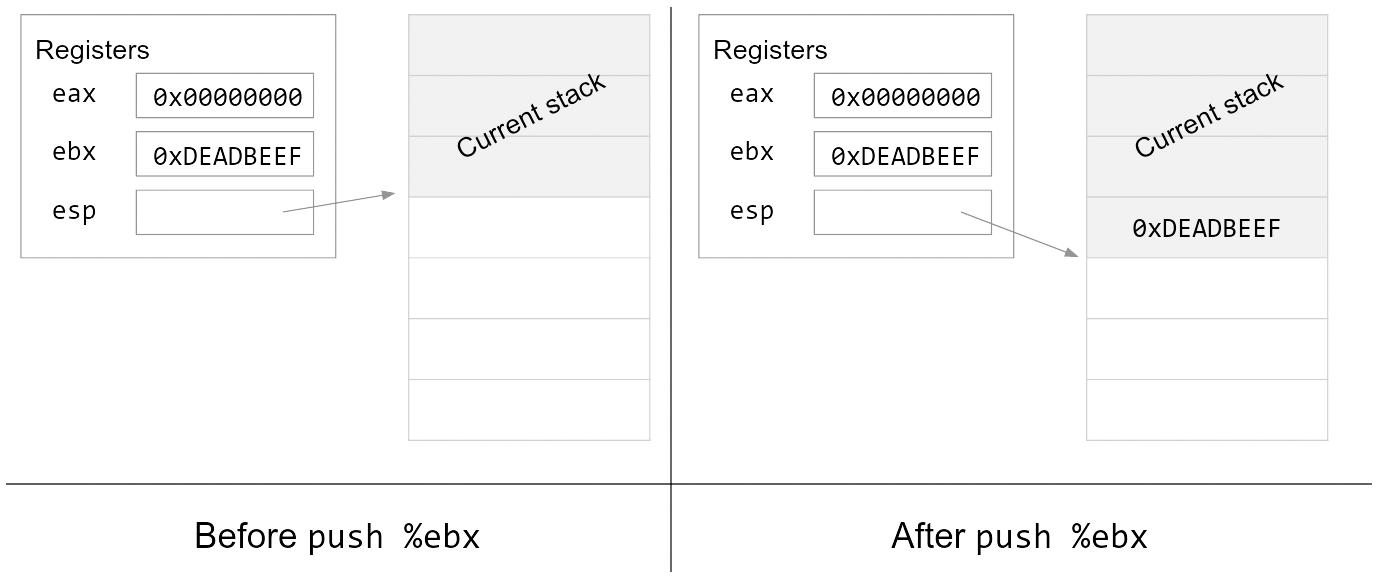 Registers
eax 0x00000000
ebx 0xDEADBEEF
esp
Current stack
Before push %ebx
Registers
eax 0x00000000
ebx 0xDEADBEEF
esp
Current stack
0xDEADBEEF
After push %ebx